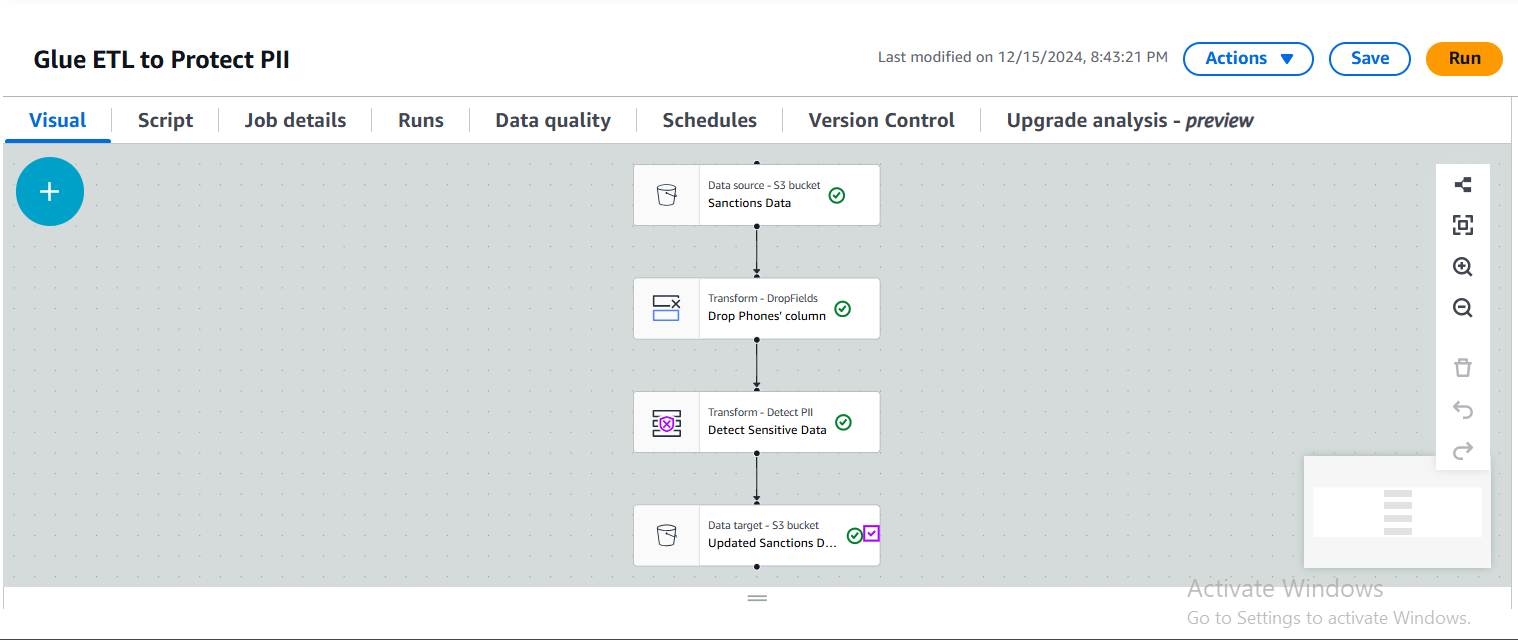 Glue ETL to Protect PII
Last modified on 12/15/2024, 8:43:21 PM
Actions
Save
Run
Visual
Script
Job details
Runs
Data quality
Schedules
Version Control
Upgrade analysis - preview
Data source - S3 bucket
Sanctions Data
Transform - DropFields
Drop Phones' column
Transform - Detect PII
Detect Sensitive Data
Data target - S3 bucket
Updated Sanctions D...
Activate Windows
Go to Settings to activate Windows.